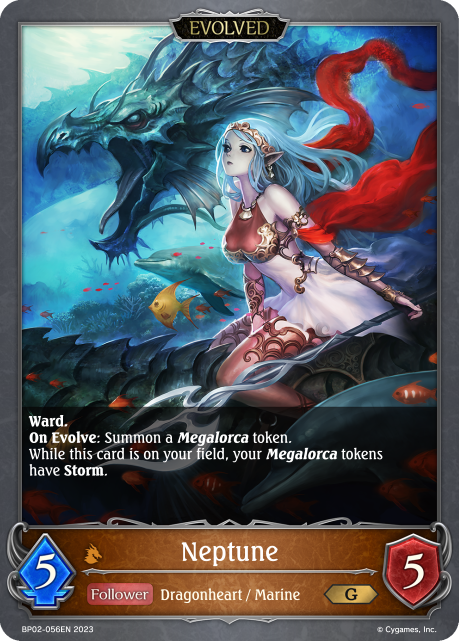 EVOLVED
Ward.
On Evolve: Summon a Megalorca token.
While this card is on your field, your Megalorca tokens
have Storm.
Neptune
5
Follower Dragonheart / Marine G
5
BP02-056EN 2023 © Cygames, Inc.